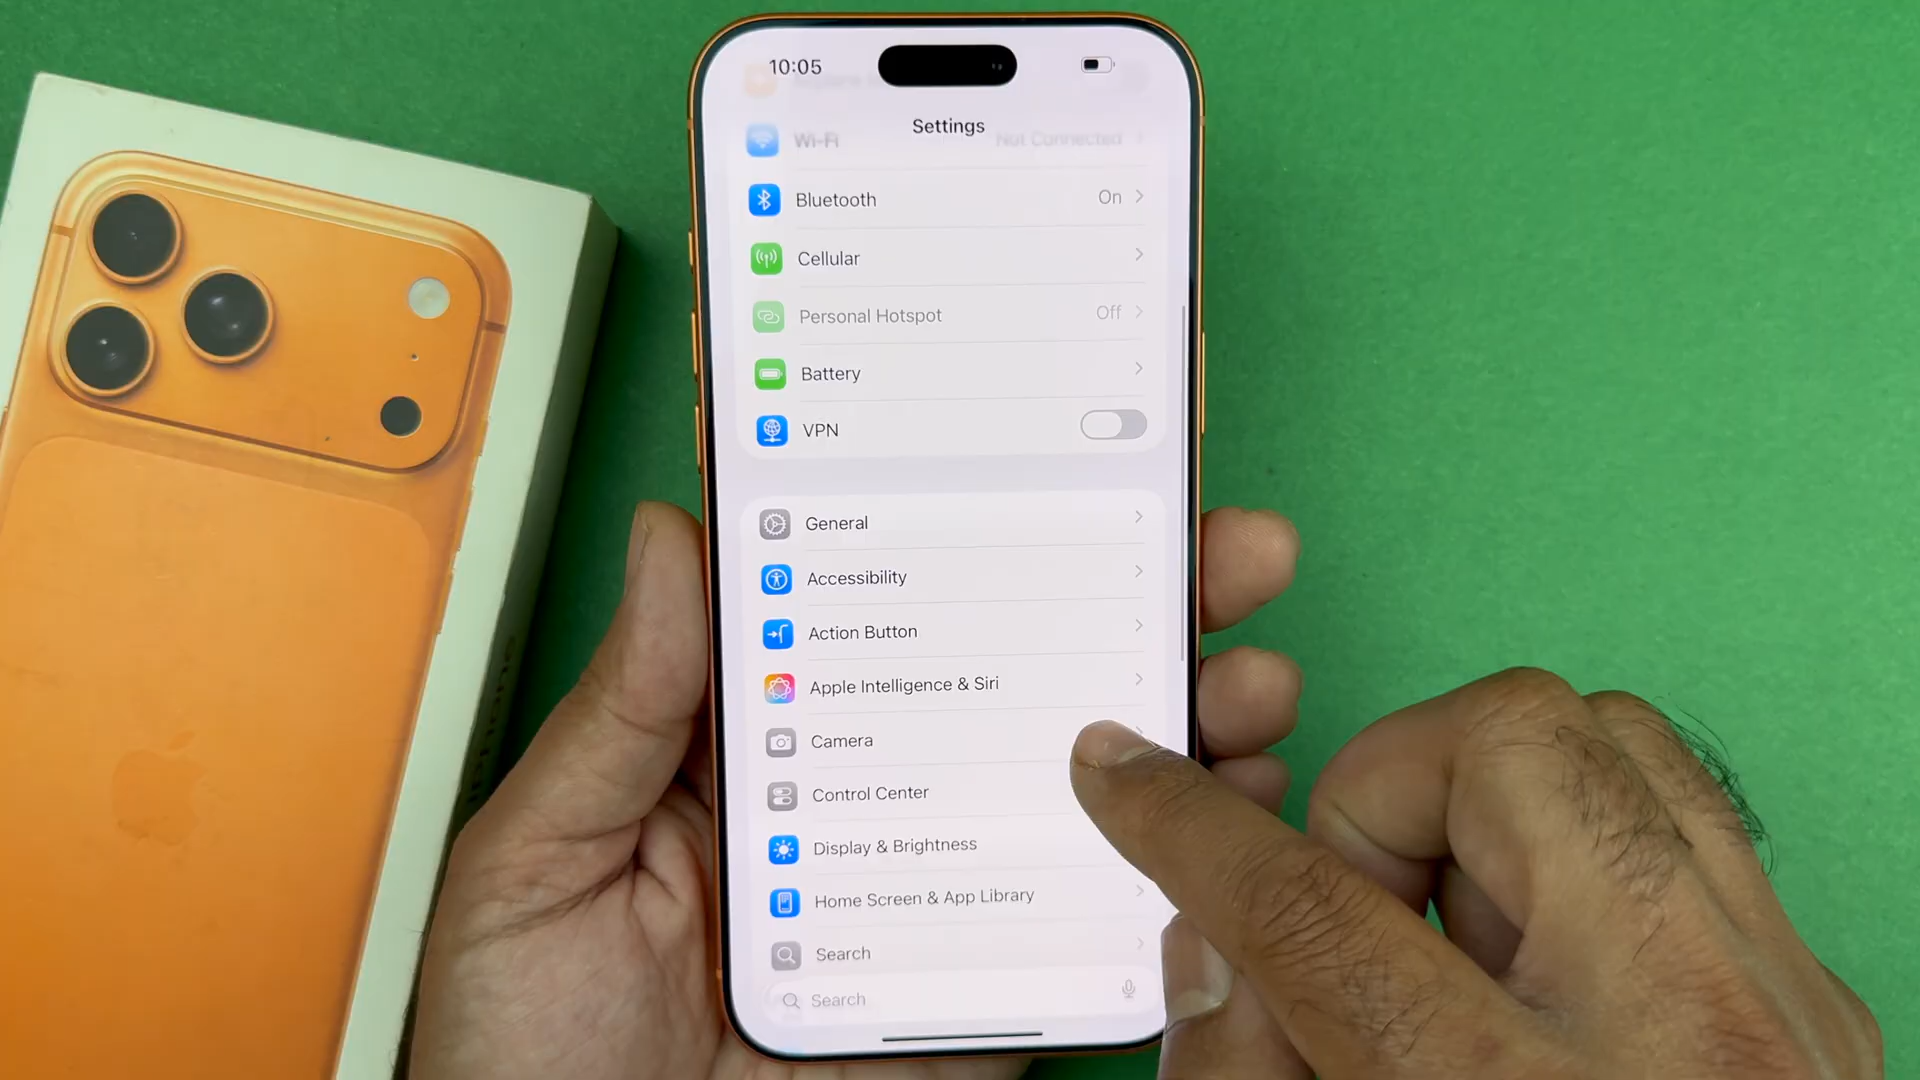 10:05
Settings
Wi-Fi Not Connected
Bluetooth On
Cellular
Personal Hotspot Off
Battery
VPN
General
Accessibility
Action Button
Apple Intelligence & Siri
Camera
Control Center
Display & Brightness
Home Screen & App Library
Search
Search